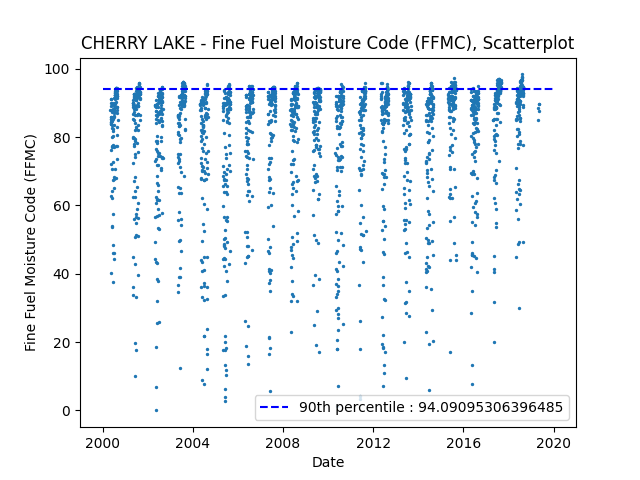 CHERRY LAKE - Fine Fuel Moisture Code (FFMC), Scatterplot
Fine Fuel Moisture Code (FFMC)
100
80
60
40
20
0
90th percentile : 94.09095306396485
2000 2004 2008 2012 2016 2020
Date